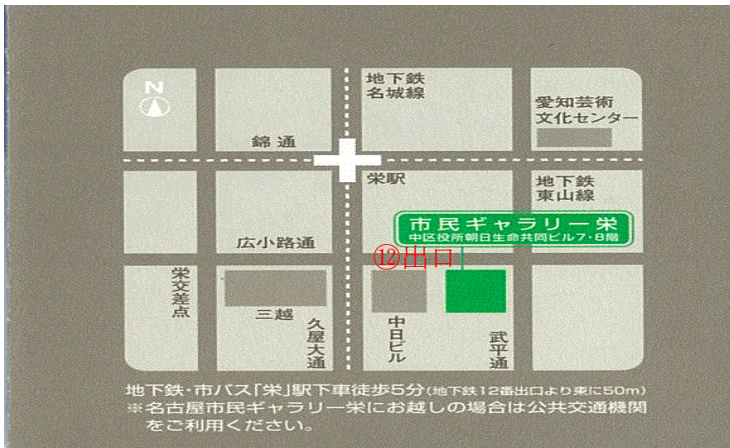 N
地下鉄
名城線
愛知芸術
文化センター
錦通
栄駅
地下鉄
東山線
市民ギャラリー栄
中区役所朝日生命共同ビル7・8階
広小路通
⑫出口
栄交差点
三越
久屋大通
中日ビル
武平通
地下鉄・市バス「栄」駅下車徒歩5分(地下鉄12番出口より東に50m)
※名古屋市民ギャラリー栄にお越しの場合は公共交通機関
をご利用ください。